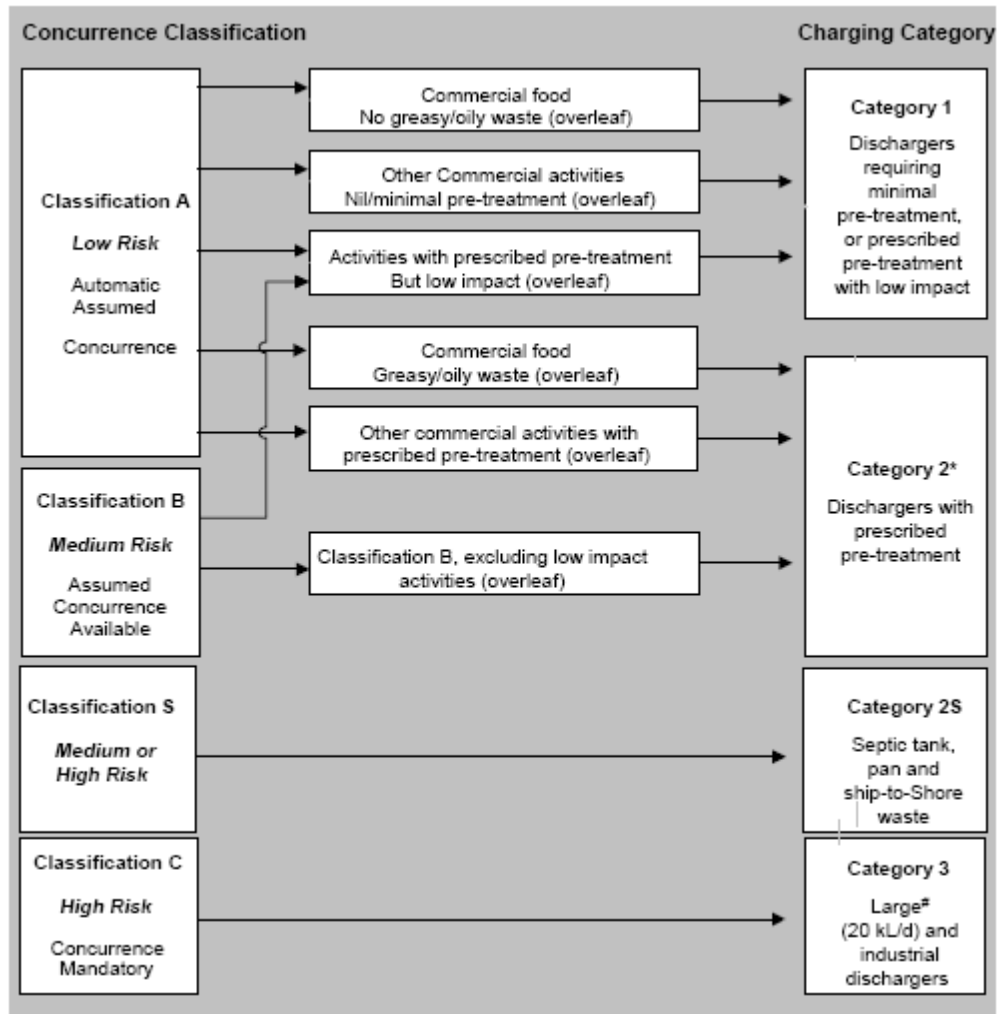 Concurrence Classification
Charging Category
Classification A
Low Risk
Automatic
Assumed
Concurrence
Commercial food
No greasy/oily waste (overleaf)
Other Commercial activities
Nil/minimal pre-treatment (overleaf)
Activities with prescribed pre-treatment
But low impact (overleaf)
Commercial food
Greasy/oily waste (overleaf)
Other commercial activities with
prescribed pre-treatment (overleaf)
Category 1
Dischargers
requiring
minimal
pre-treatment,
or prescribed
pre-treatment
with low impact
Classification B
Medium Risk
Assumed
Concurrence
Available
Classification B, excluding low impact
activities (overleaf)
Category 2*
Dischargers with
prescribed
pre-treatment
Classification S
Medium or
High Risk
Category 2S
Septic tank,
pan and
ship-to-Shore
waste
Classification C
High Risk
Concurrence
Mandatory
Category 3
Large#
(20 kL/d) and
industrial
dischargers